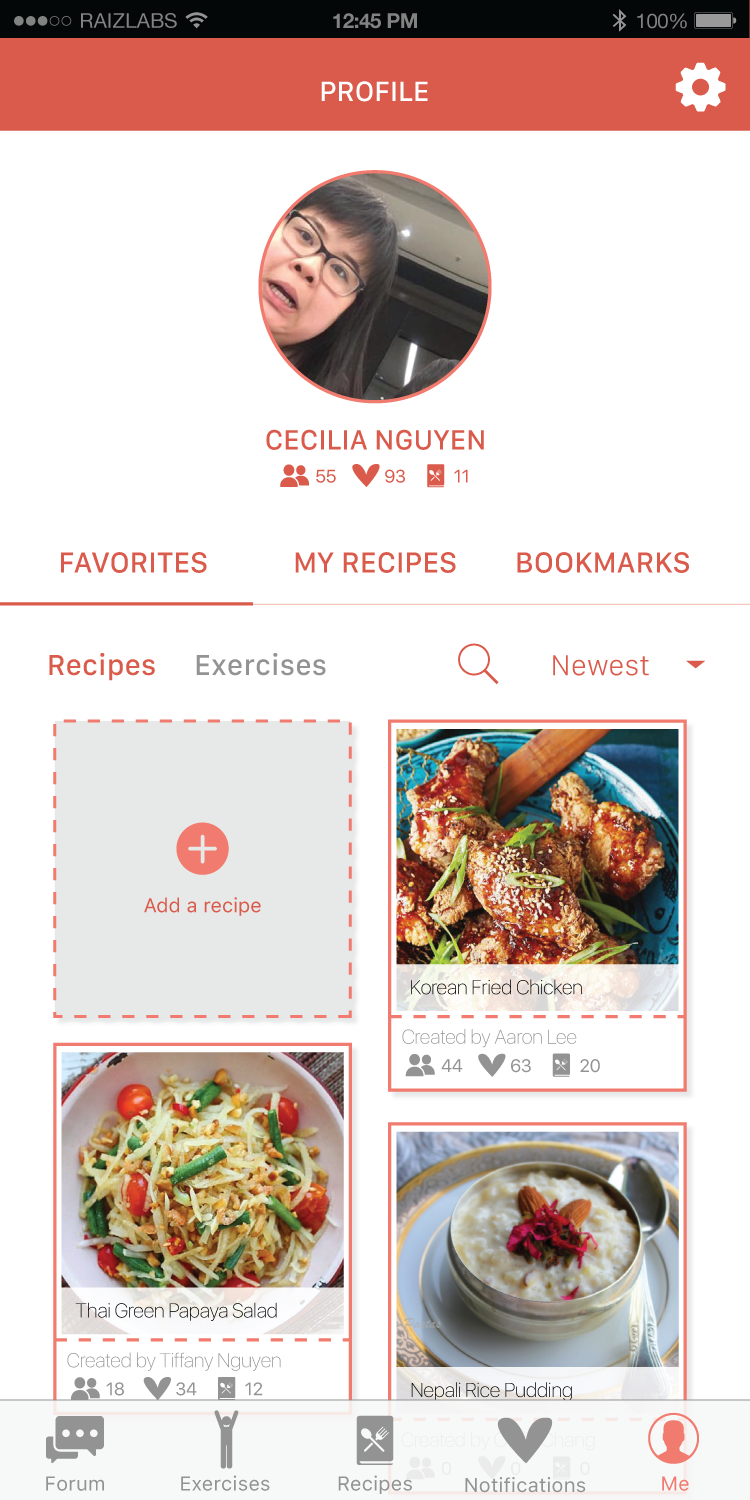 RAIZLABS 12:45 PM 100%
PROFILE
CECILIA NGUYEN
55 93 11
FAVORITES MY RECIPES BOOKMARKS
Recipes Exercises Newest
Add a recipe
Korean Fried Chicken
Created by Aaron Lee
44 63 20
Thai Green Papaya Salad
Created by Tiffany Nguyen
18 34 12
Nepali Rice Pudding
Created by
0 0 0
Forum Exercises Recipes Notifications Me